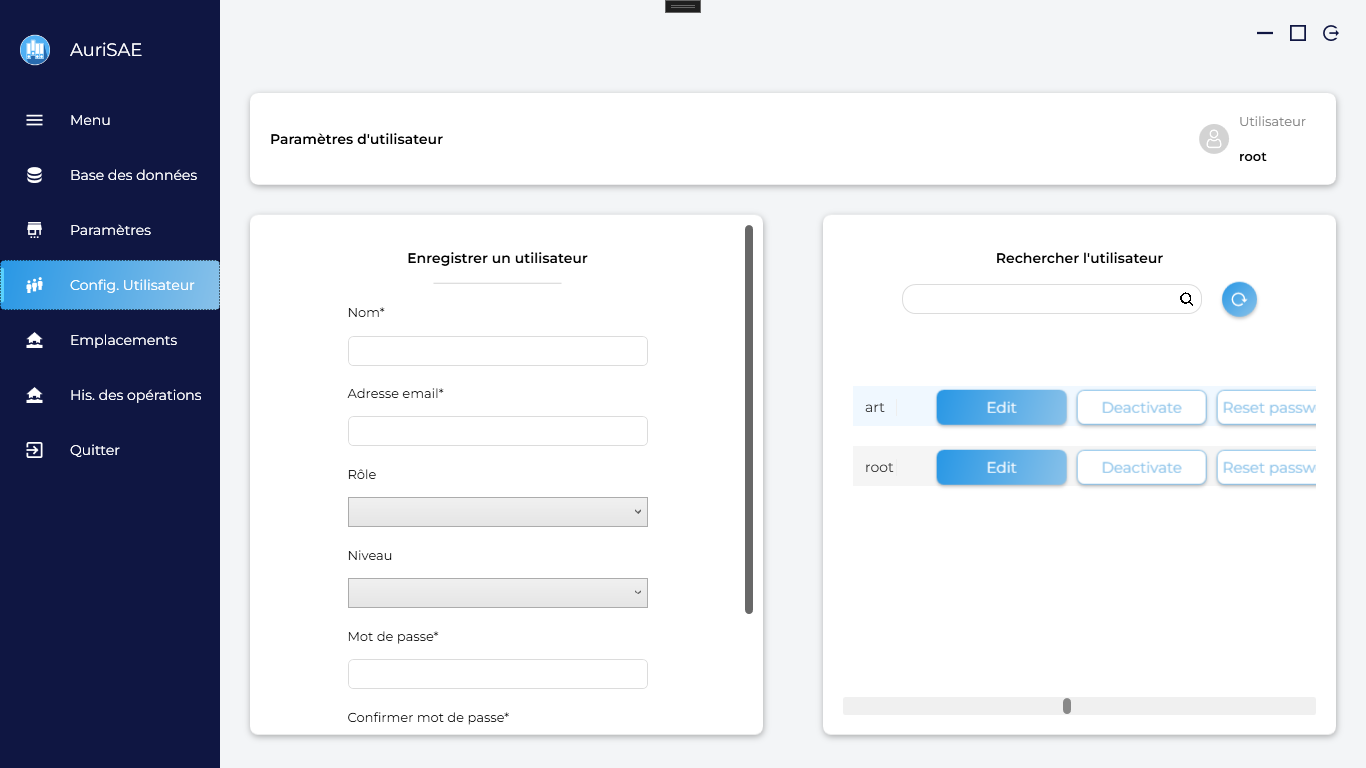 AuriSAE
Menu
Base des données
Paramètres
Config. Utilisateur
Emplacements
His. des opérations
Quitter
Paramètres d'utilisateur
Utilisateur
root
Enregistrer un utilisateur
Nom*
Adresse email*
Rôle
Niveau
Mot de passe*
Confirmer mot de passe*
Rechercher l'utilisateur
art Edit Deactivate Reset passw
root Edit Deactivate Reset passw